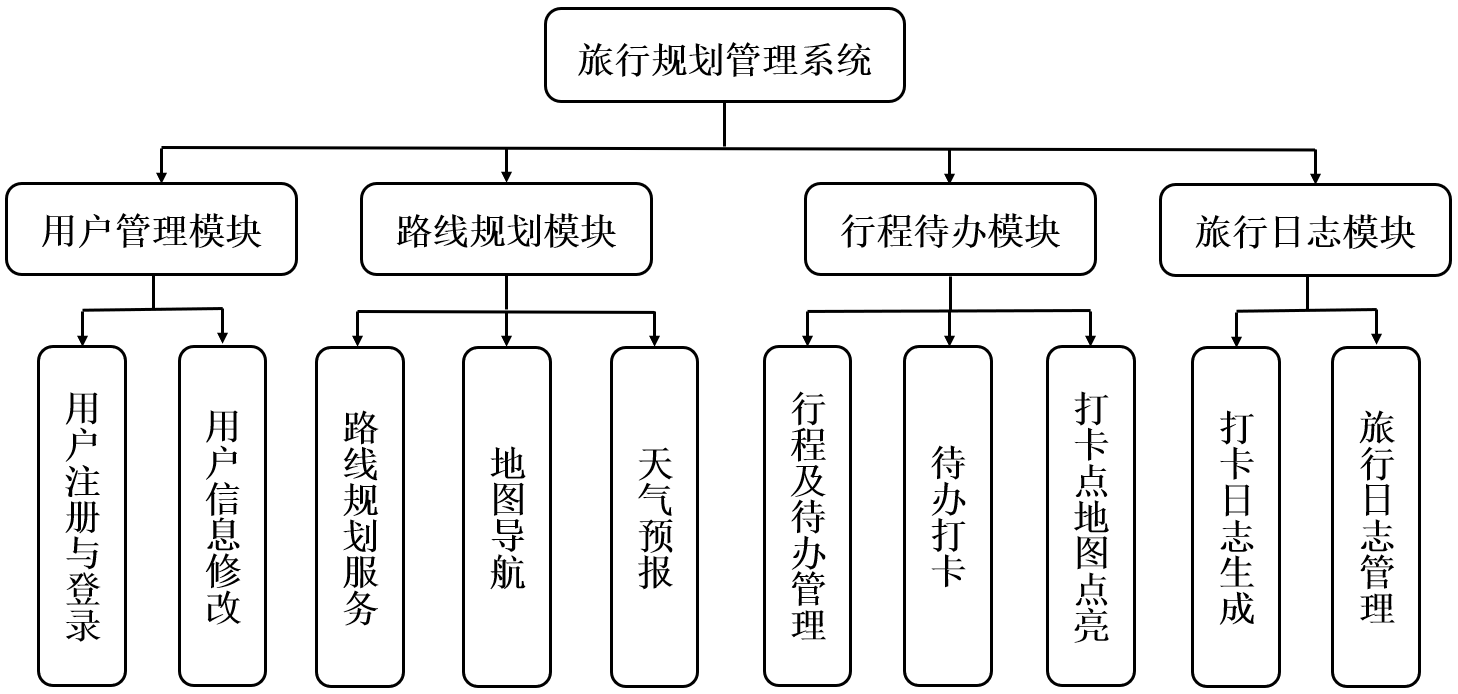 旅行规划管理系统
用户管理模块
路线规划模块
行程待办模块
旅行日志模块
用户注册与登录
用户信息修改
路线规划服务
地图导航
天气预报
行程及待办管理
待办打卡
打卡点地图点亮
打卡日志生成
旅行日志管理